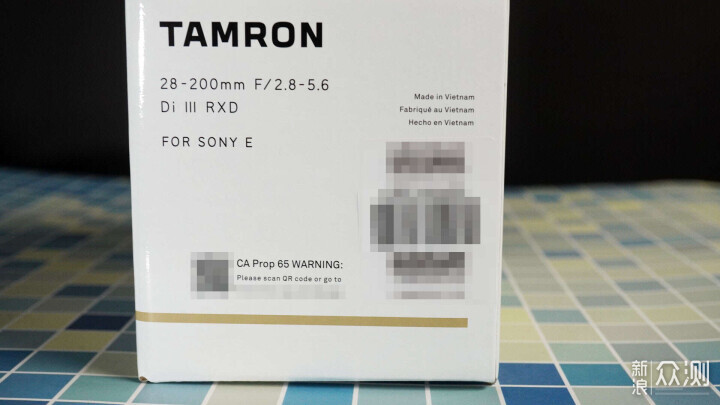 TAMRON
28-200mm F/2.8-5.6
Di III RXD
FOR SONY E
Made in Vietnam
Fabriqué au Vietnam
Hecho en Vietnam
CA Prop 65 WARNING:
Please scan QR code or go to
新浪 众测